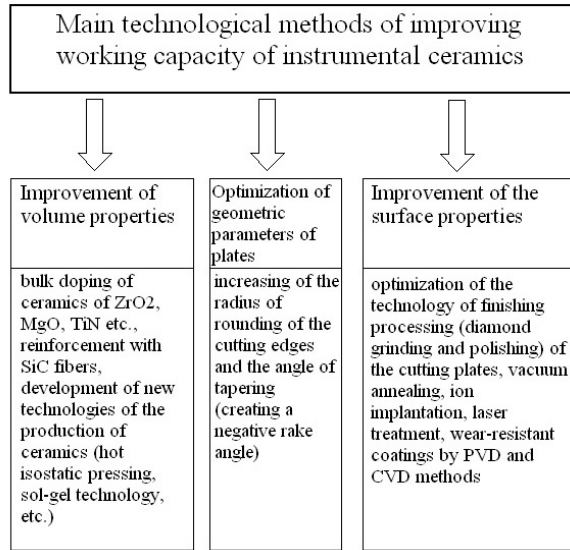 Main technological methods of improving
working capacity of instrumental ceramics
Improvement of
volume properties
bulk doping of
ceramics of ZrO2,
MgO, TiN etc.,
reinforcement with
SiC fibers,
development of new
technologies of the
production of
ceramics (hot
isostatic pressing,
sol-gel technology,
etc.)
Optimization of
geometric
parameters of
plates
increasing of the
radius of
rounding of the
cutting edges
and the angle of
tapering
(creating a
negative rake
angle)
Improvement of the
surface properties
optimization of the
technology of finishing
processing (diamond
grinding and polishing) of
the cutting plates, vacuum
annealing, ion
implantation, laser
treatment, wear-resistant
coatings by PVD and
CVD methods